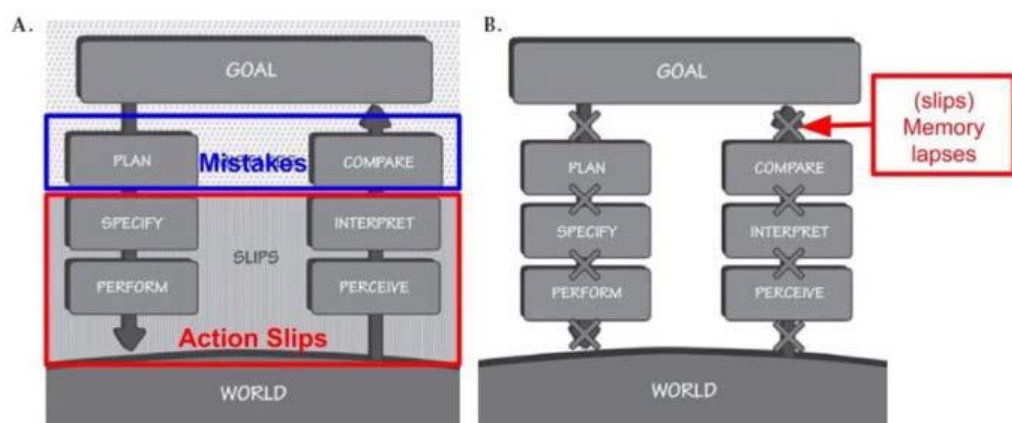 A.
GOAL
PLAN
Mistakes
COMPARE
SPECIFY
INTERPRET
SLIPS
PERFORM
PERCEIVE
Action Slips
WORLD
B.
GOAL
(slips)
Memory
lapses
PLAN
COMPARE
SPECIFY
INTERPRET
PERFORM
PERCEIVE
WORLD